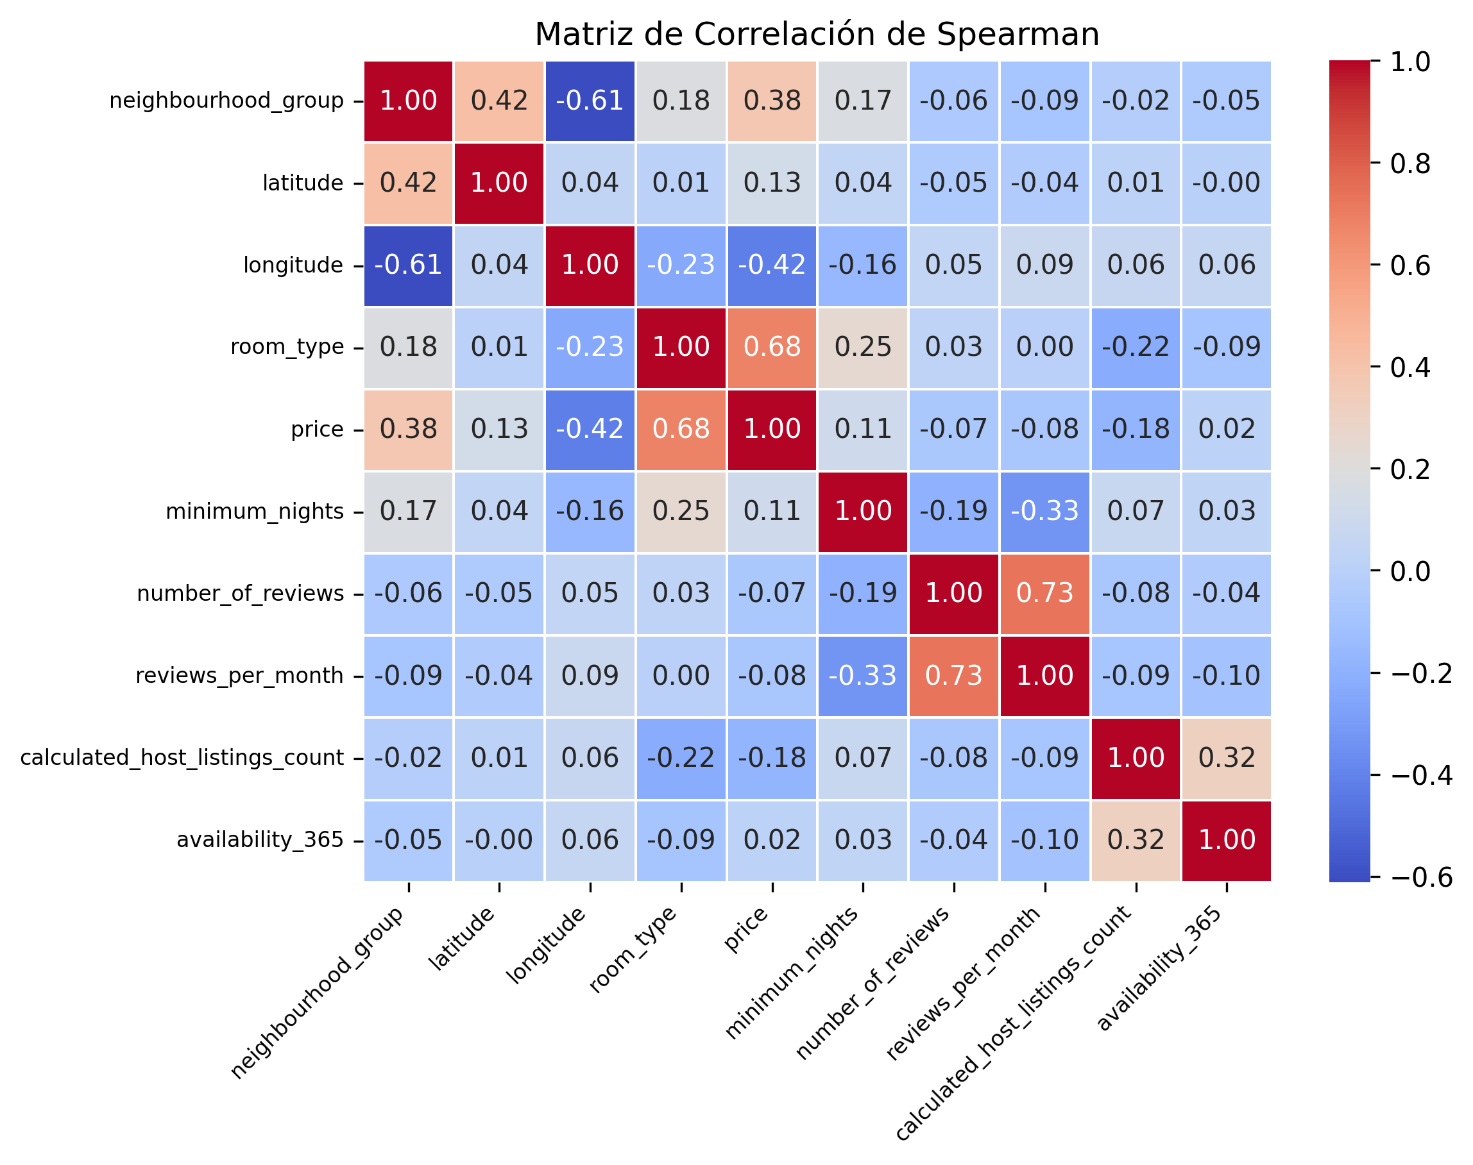 Matriz de Correlación de Spearman
neighbourhood_group 1.00 0.42 -0.61 0.18 0.38 0.17 -0.06 -0.09 -0.02 -0.05
latitude 0.42 1.00 0.04 0.01 0.13 0.04 -0.05 -0.04 0.01 -0.00
longitude -0.61 0.04 1.00 -0.23 -0.42 -0.16 0.05 0.09 0.06 0.06
room_type 0.18 0.01 -0.23 1.00 0.68 0.25 0.03 0.00 -0.22 -0.09
price 0.38 0.13 -0.42 0.68 1.00 0.11 -0.07 -0.08 -0.18 0.02
minimum_nights 0.17 0.04 -0.16 0.25 0.11 1.00 -0.19 -0.33 0.07 0.03
number_of_reviews -0.06 -0.05 0.05 0.03 -0.07 -0.19 1.00 0.73 -0.08 -0.04
reviews_per_month -0.09 -0.04 0.09 0.00 -0.08 -0.33 0.73 1.00 -0.09 -0.10
calculated_host_listings_count -0.02 0.01 0.06 -0.22 -0.18 0.07 -0.08 -0.09 1.00 0.32
availability_365 -0.05 -0.00 0.06 -0.09 0.02 0.03 -0.04 -0.10 0.32 1.00
neighbourhood_group
latitude
longitude
room_type
price
minimum_nights
number_of_reviews
reviews_per_month
calculated_host_listings_count
availability_365
1.0
0.8
0.6
0.4
0.2
0.0
−0.2
−0.4
−0.6